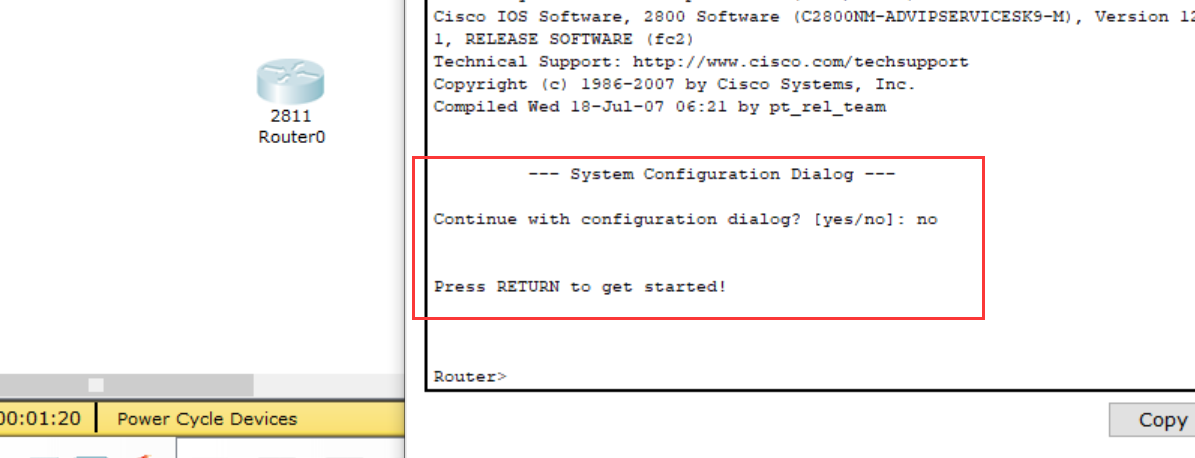 Cisco IOS Software, 2800 Software (C2800NM-ADVIPSERVICESK9-M), Version 12
1, RELEASE SOFTWARE (fc2)
Technical Support: http://www.cisco.com/techsupport
Copyright (c) 1986-2007 by Cisco Systems, Inc.
Compiled Wed 18-Jul-07 06:21 by pt_rel_team
2811
Router0
--- System Configuration Dialog ---
Continue with configuration dialog? [yes/no]: no
Press RETURN to get started!
Router>
00:01:20
Power Cycle Devices
Copy